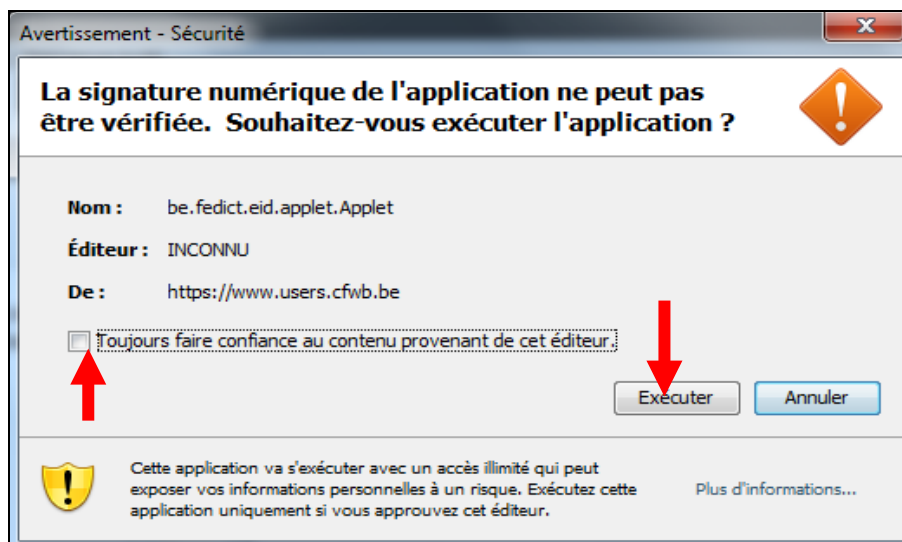 Avertissement - Sécurité
La signature numérique de l'application ne peut pas
être vérifiée.  Souhaitez-vous exécuter l'application ?
Nom : be.fedict.eid.applet.Applet
Éditeur : INCONNU
De : https://www.users.cfwb.be
Toujours faire confiance au contenu provenant de cet éditeur.
Exécuter Annuler
Cette application va s'exécuter avec un accès illimité qui peut
exposer vos informations personnelles à un risque. Exécutez cette
application uniquement si vous approuvez cet éditeur.
Plus d'informations...